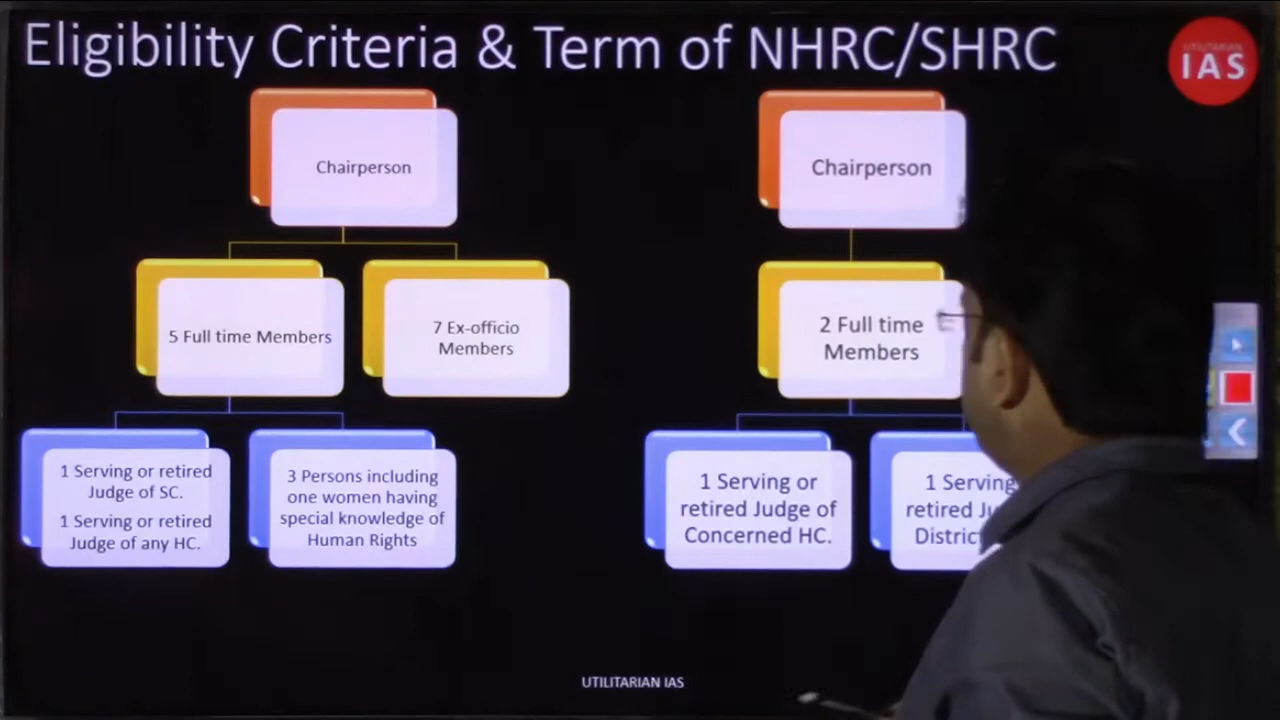 Eligibility Criteria & Term of NHRC/SHRC
UTILITARIAN
IAS
Chairperson
5 Full time Members
7 Ex-officio
Members
1 Serving or retired
Judge of SC.
1 Serving or retired
Judge of any HC.
3 Persons including
one women having
special knowledge of
Human Rights
Chairperson
2 Full time
Members
1 Serving or
retired Judge of
Concerned HC.
1 Serving
retired
UTILITARIAN IAS